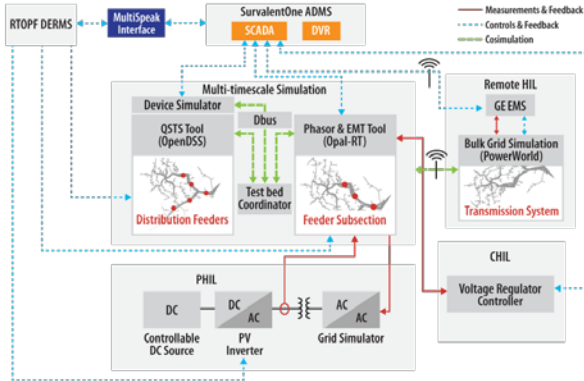 RTOPF DERMS
MultiSpeak
Interface
SurvalentOne ADMS
SCADA
DVR
Measurements & Feedback
Controls & Feedback
Cosimulation
Multi-timescale Simulation
Device Simulator
QSTS Tool
(OpenDSS)
Distribution Feeders
Dbus
Test bed
Coordinator
Phasor & EMT Tool
(Opal-RT)
Feeder Subsection
Remote HIL
GE EMS
Bulk Grid Simulation
(PowerWorld)
Transmission System
PHIL
DC
Controllable
DC Source
DC
AC
PV
Inverter
AC
AC
Grid Simulator
CHIL
Voltage Regulator
Controller